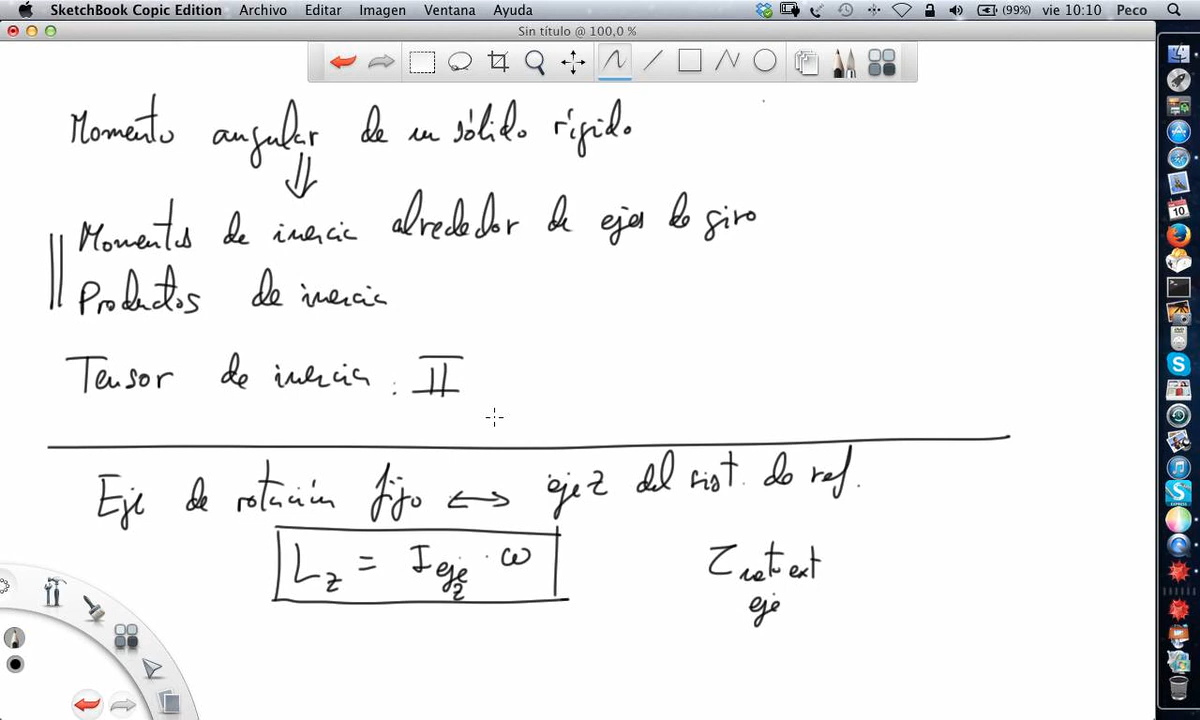 SketchBook Copic Edition Archivo Editar Imagen Ventana Ayuda (99%) vie 10:10 Peco
Sin título @ 100,0 %
Momento angular de un sólido rígido
⇓
Momentos de inercia alrededor de ejes de giro
Productos de inercia
Tensor de inercia : II
Eje de rotación fijo ↔ eje z del sist. de ref.
L_z = I_eje z · ω
τ neto ext
eje